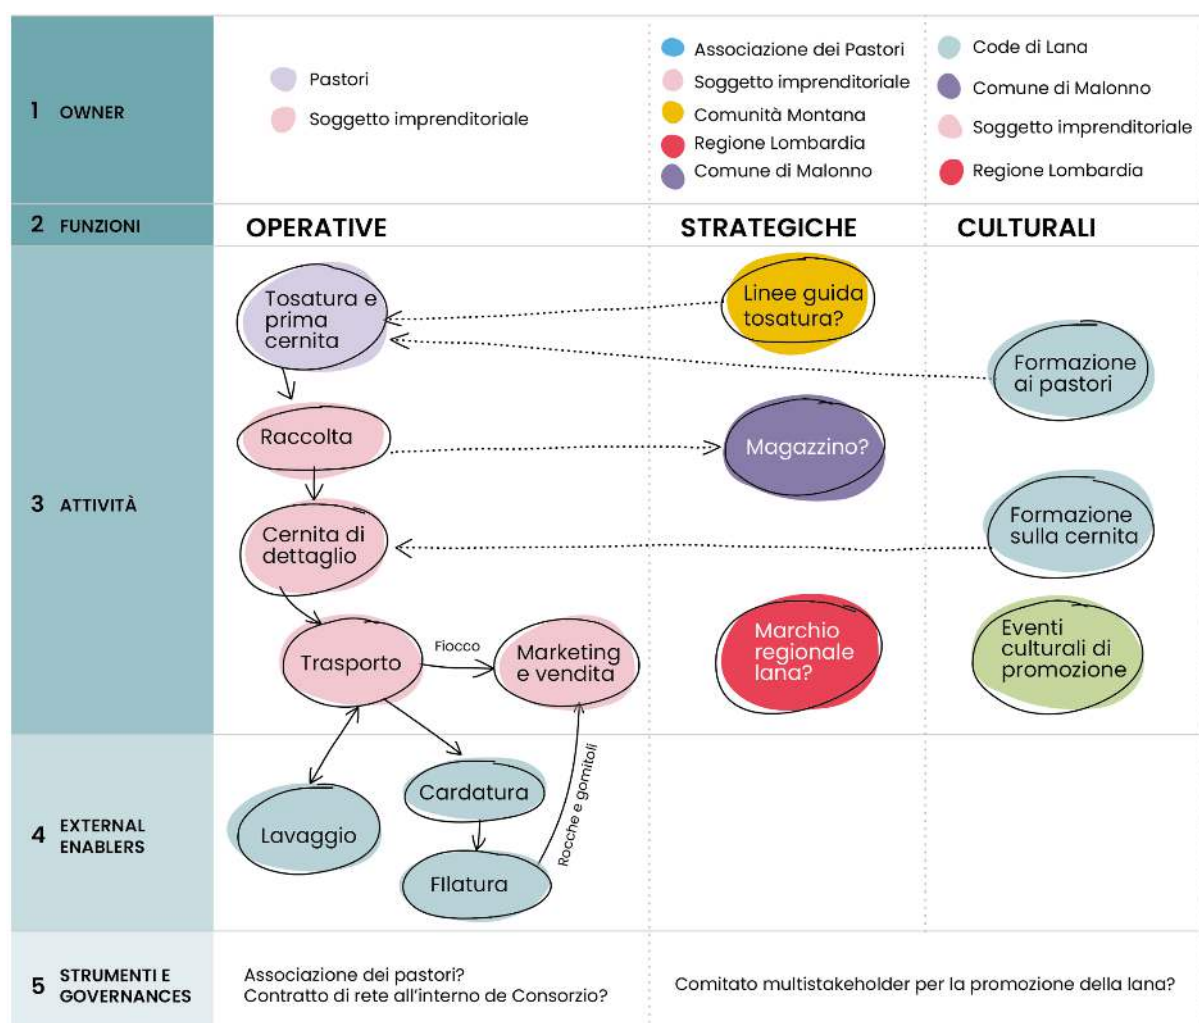 1 OWNER
Pastori
Soggetto imprenditoriale
Associazione dei Pastori
Soggetto imprenditoriale
Comunità Montana
Regione Lombardia
Comune di Malonno
Code di Lana
Comune di Malonno
Soggetto imprenditoriale
Regione Lombardia
2 FUNZIONI
OPERATIVE
STRATEGICHE
CULTURALI
3 ATTIVITÀ
Tosatura e
prima
cernita
Linee guida
tosatura?
Formazione
ai pastori
Raccolta
Magazzino?
Cernita di
dettaglio
Formazione
sulla cernita
Trasporto
Fiocco
Marketing
e vendita
Marchio
regionale
lana?
Eventi
culturali di
promozione
4 EXTERNAL
ENABLERS
Lavaggio
Cardatura
FIlatura
Rocche e gomitoli
5 STRUMENTI E
GOVERNANCES
Associazione dei pastori?
Contratto di rete all'interno de Consorzio?
Comitato multistakeholder per la promozione della lana?